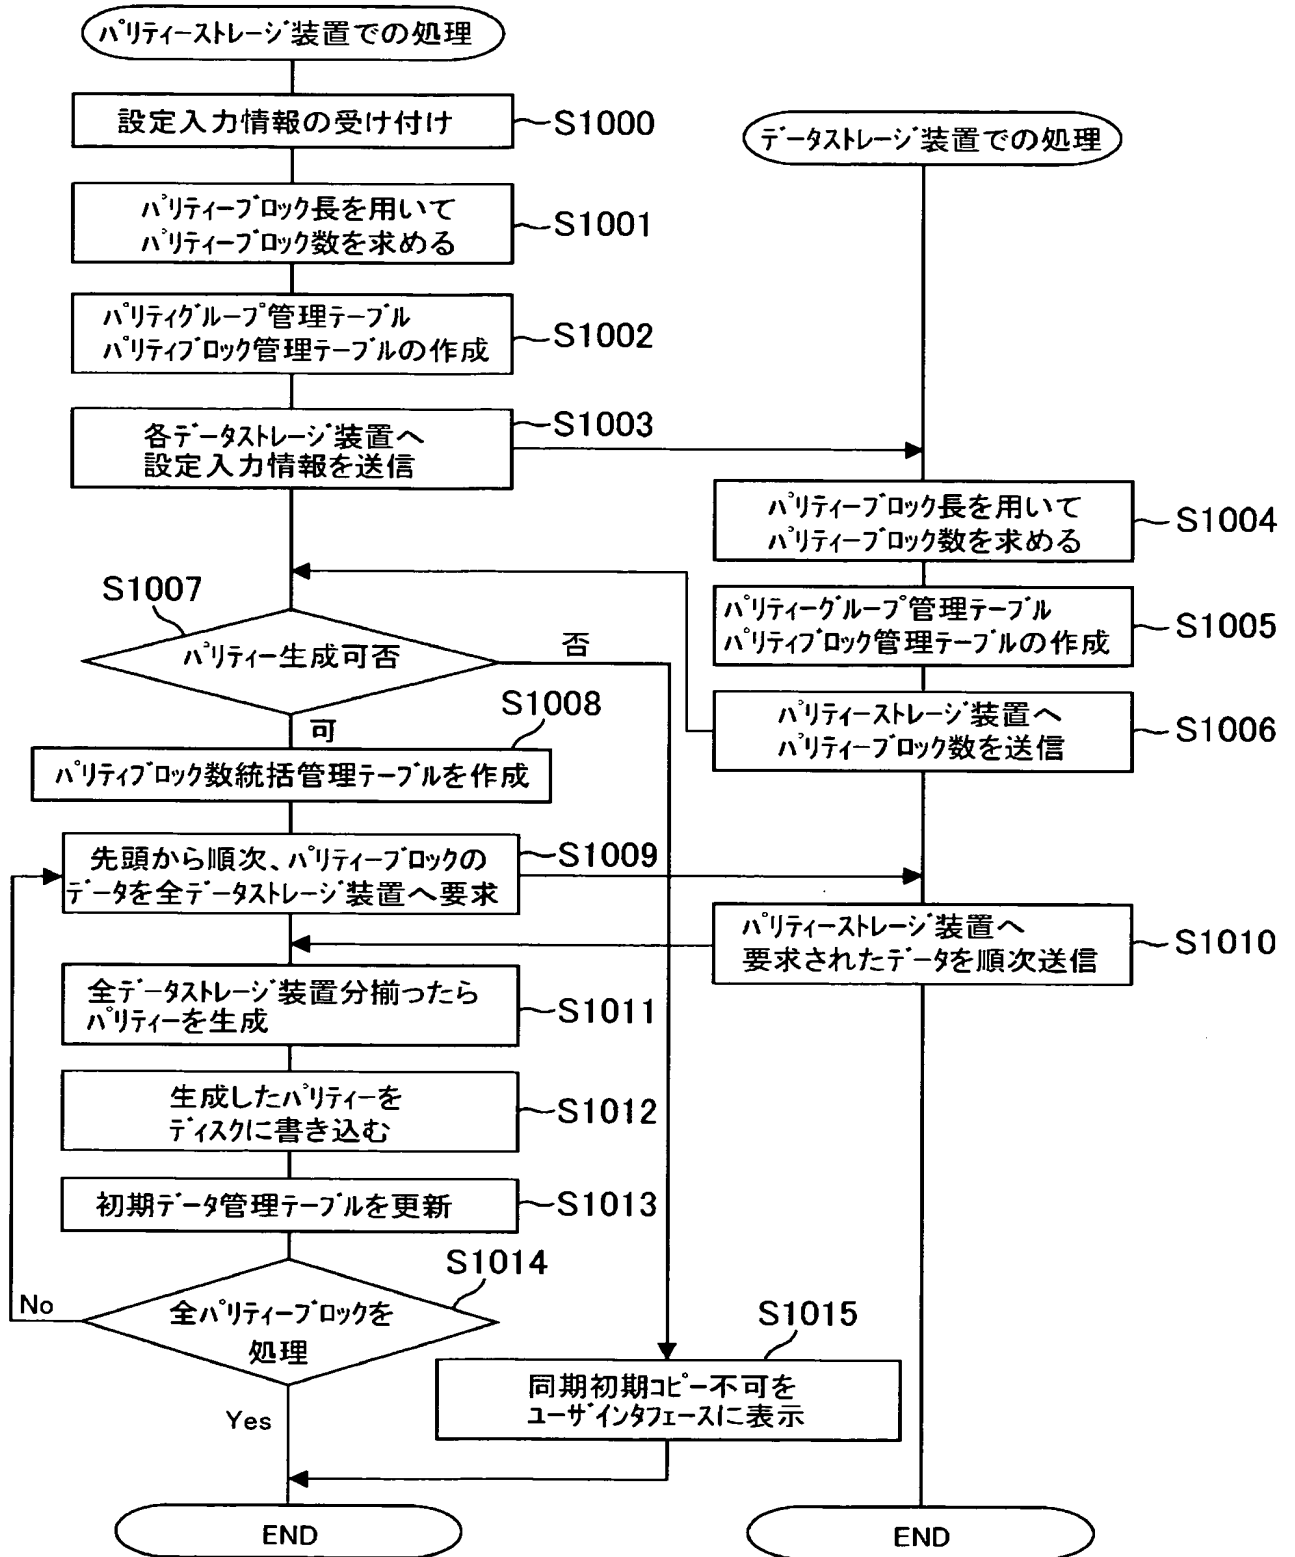 パリティーストレージ装置での処理
設定入力情報の受け付け
S1000
データストレージ装置での処理
パリティーブロック長を用いて
パリティーブロック数を求める
S1001
パリティグループ管理テーブル
パリティブロック管理テーブルの作成
S1002
各データストレージ装置へ
設定入力情報を送信
S1003
パリティーブロック長を用いて
パリティーブロック数を求める
S1004
パリティーグループ管理テーブル
パリティブロック管理テーブルの作成
S1005
パリティーストレージ装置へ
パリティーブロック数を送信
S1006
S1007
パリティー生成可否
否
可
S1008
パリティブロック数統括管理テーブルを作成
先頭から順次、パリティーブロックの
データを全データストレージ装置へ要求
S1009
パリティーストレージ装置へ
要求されたデータを順次送信
S1010
全データストレージ装置分揃ったら
パリティーを生成
S1011
生成したパリティーを
ディスクに書き込む
S1012
初期データ管理テーブルを更新
S1013
S1014
全パリティーブロックを
処理
No
Yes
S1015
同期初期コピー不可を
ユーザインタフェースに表示
END
END